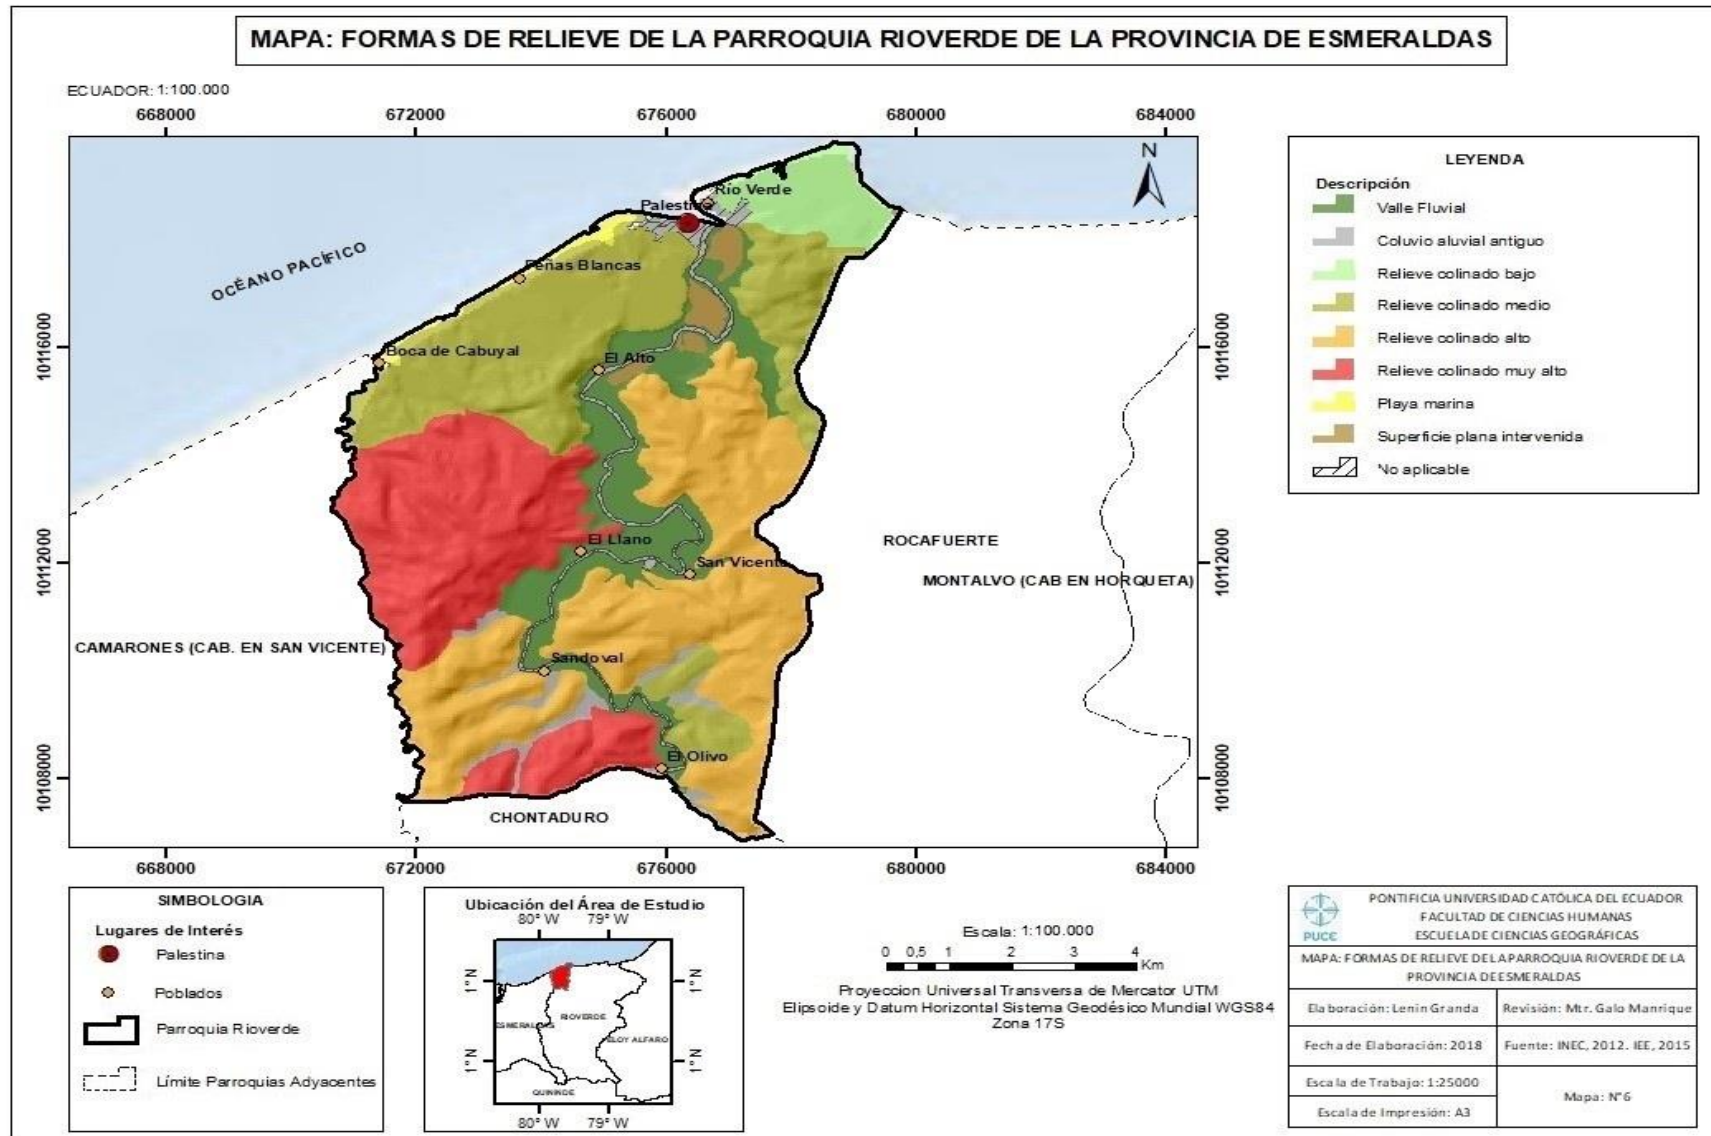 MAPA: FORMAS DE RELIEVE DE LA PARROQUIA RIOVERDE DE LA PROVINCIA DE ESMERALDAS
ECUADOR: 1:100.000
668000 672000 676000 680000 684000
N
Río Verde
Palestina
OCÉANO PACÍFICO
Peñas Blancas
10116000
10116000
Boca de Cabuyal
El Alto
El Llano
ROCAFUERTE
10112000
10112000
San Vicente
MONTALVO (CAB EN HORQUETA)
CAMARONES (CAB. EN SAN VICENTE)
Sandoval
El Olivo
10108000
10108000
CHONTADURO
668000 672000 676000 680000 684000
LEYENDA
Descripción
Valle Fluvial
Coluvio aluvial antiguo
Relieve colinado bajo
Relieve colinado medio
Relieve colinado alto
Relieve colinado muy alto
Playa marina
Superficie plana intervenida
No aplicable
SIMBOLOGIA
Lugares de Interés
Palestina
Poblados
Parroquia Rioverde
Límite Parroquias Adyacentes
Ubicación del Área de Estudio
80° W 79° W
1°N 1°N
RIOVERDE
ESMERALDAS
ELOY ALFARO
1°N 1°N
QUININDE
80° W 79° W
Escala: 1:100.000
0 0,5 1 2 3 4
Km
Proyeccion Universal Transversa de Mercator UTM
Elipsoide y Datum Horizontal Sistema Geodésico Mundial WGS84
Zona 17S
PUCE
PONTIFICIA UNIVERSIDAD CATÓLICA DEL ECUADOR
FACULTAD DE CIENCIAS HUMANAS
ESCUELA DE CIENCIAS GEOGRÁFICAS
MAPA: FORMAS DE RELIEVE DE LA PARROQUIA RIOVERDE DE LA
PROVINCIA DE ESMERALDAS
Elaboración: Lenin Granda
Revisión: Mtr. Galo Manrique
Fecha de Elaboración: 2018
Fuente: INEC, 2012. IEE, 2015
Escala de Trabajo: 1:25000
Mapa: N°6
Escala de Impresión: A3